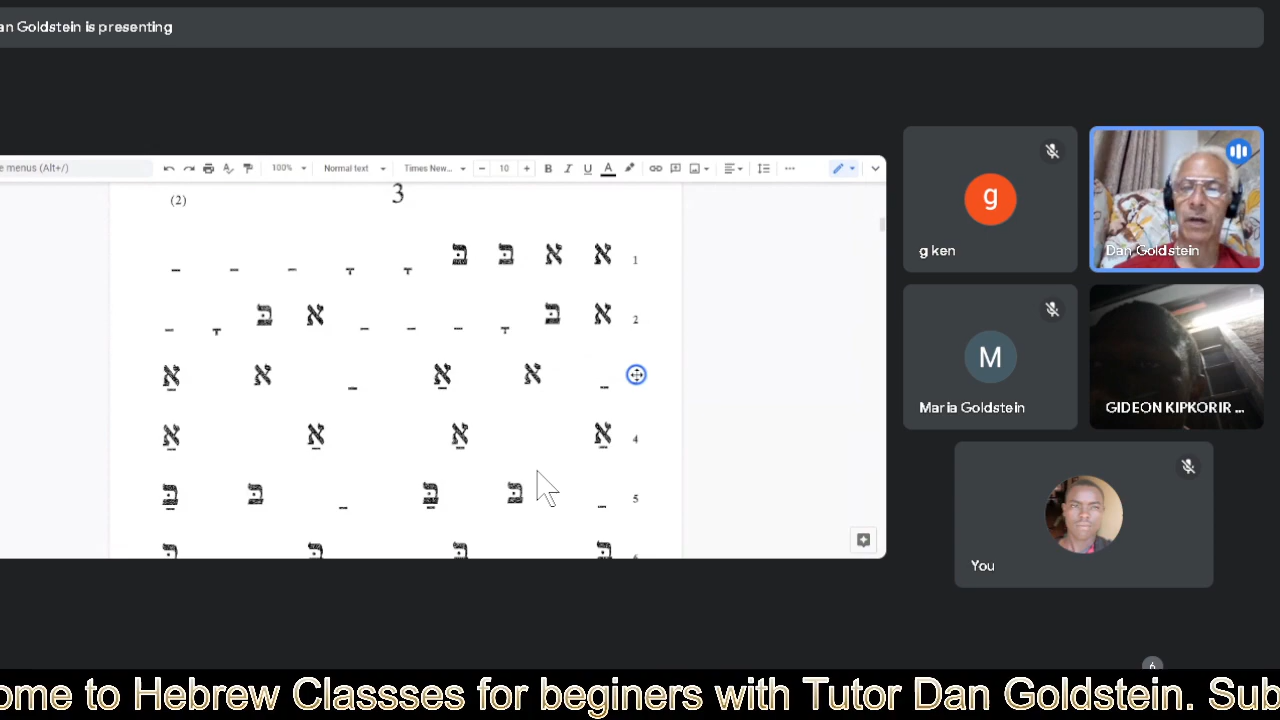 an Goldstein is presenting
e menus (Alt+/)
100%
Normal text
Times New...
10
B I U A
(2)
3
1 א א בּ בּ ָ ָ ַ ַ ַ
2 א בּ ָ ַ ַ ַ א בּ ָ ַ
ַ א אַ ַ א אַ
4 אַ אַ אַ אַ
5 ַ בּ בַּ ַ בּ בַּ
g
g ken
Dan Goldstein
M
Maria Goldstein
GIDEON KIPKORIR ...
You
ome to Hebrew Classses for beginers with Tutor Dan Goldstein. Sub